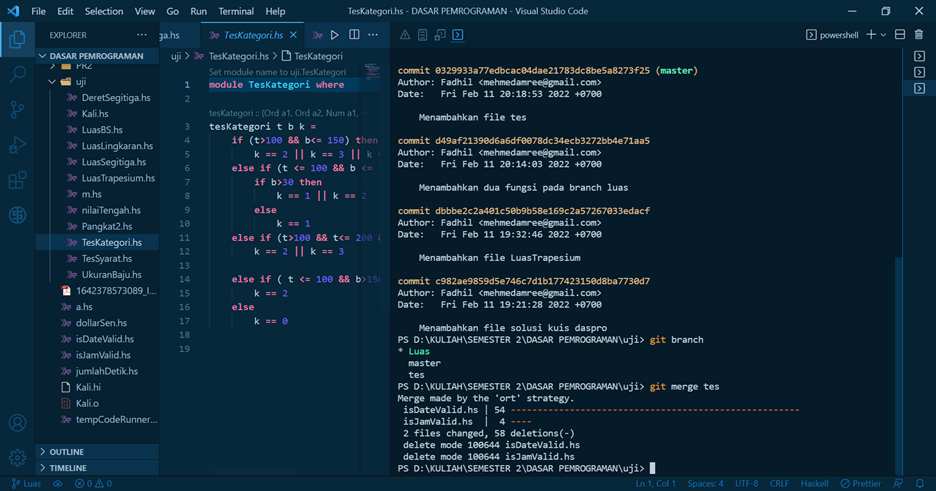 File Edit Selection View Go Run Terminal Help
TesKategori.hs - DASAR PEMROGRAMAN - Visual Studio Code
EXPLORER
DASAR PEMROGRAMAN
PR2
uji
DeretSegitiga.hs
Kali.hs
LuasBS.hs
LuasLingkaran.hs
LuasSegitiga.hs
LuasTrapesium.hs
m.hs
nilaiTengah.hs
Pangkat2.hs
TesKategori.hs
TesSyarat.hs
UkuranBaju.hs
1642378573089_I...
a.hs
dollarSen.hs
isDateValid.hs
isJamValid.hs
jumlahDetik.hs
Kali.hi
Kali.o
tempCodeRunner...
OUTLINE
TIMELINE
ga.hs
TesKategori.hs
uji > TesKategori.hs > TesKategori
Set module name to uji.TesKategori
1 module TesKategori where
2
tesKategori :: (Ord a1, Ord a2, Num a1,
3 tesKategori t b k =
4 if (t>100 && b<= 150) then
5 k == 2 || k == 3 || k
6 else if (t <= 100 && b <=
7 if b>30 then
8 k == 1 || k == 2
9 else
10 k == 1
11 else if (t>100 && t<= 200 &
12 k == 2 || k == 3
13
14 else if ( t <= 100 && b>150
15 k == 2
16 else
17 k == 0
18
19
powershell
commit 0329933a77edbcac04dae21783dc8be5a8273f25 (master)
Author: Fadhil <mehmedamree@gmail.com>
Date: Fri Feb 11 20:18:53 2022 +0700
Menambahkan file tes
commit d49af21390d6a6df0078dc34ecb3272bb4e71aa5
Author: Fadhil <mehmedamree@gmail.com>
Date: Fri Feb 11 20:14:03 2022 +0700
Menambahkan dua fungsi pada branch luas
commit dbbbe2c2a401c50b9b58e169c2a57267033edacf
Author: Fadhil <mehmedamree@gmail.com>
Date: Fri Feb 11 19:32:46 2022 +0700
Menambahkan file LuasTrapesium
commit c982ae9859d5e746c7d1b177423150d8ba7730d7
Author: Fadhil <mehmedamree@gmail.com>
Date: Fri Feb 11 19:21:28 2022 +0700
Menambahkan file solusi kuis daspro
PS D:\KULIAH\SEMESTER 2\DASAR PEMROGRAMAN\uji> git branch
* Luas
master
tes
PS D:\KULIAH\SEMESTER 2\DASAR PEMROGRAMAN\uji> git merge tes
Merge made by the 'ort' strategy.
isDateValid.hs | 54 ------------------------------------------------------
isJamValid.hs | 4 ----
2 files changed, 58 deletions(-)
delete mode 100644 isDateValid.hs
delete mode 100644 isJamValid.hs
PS D:\KULIAH\SEMESTER 2\DASAR PEMROGRAMAN\uji>
Luas 0 0 Ln 1, Col 1 Spaces: 4 UTF-8 CRLF Haskell Prettier